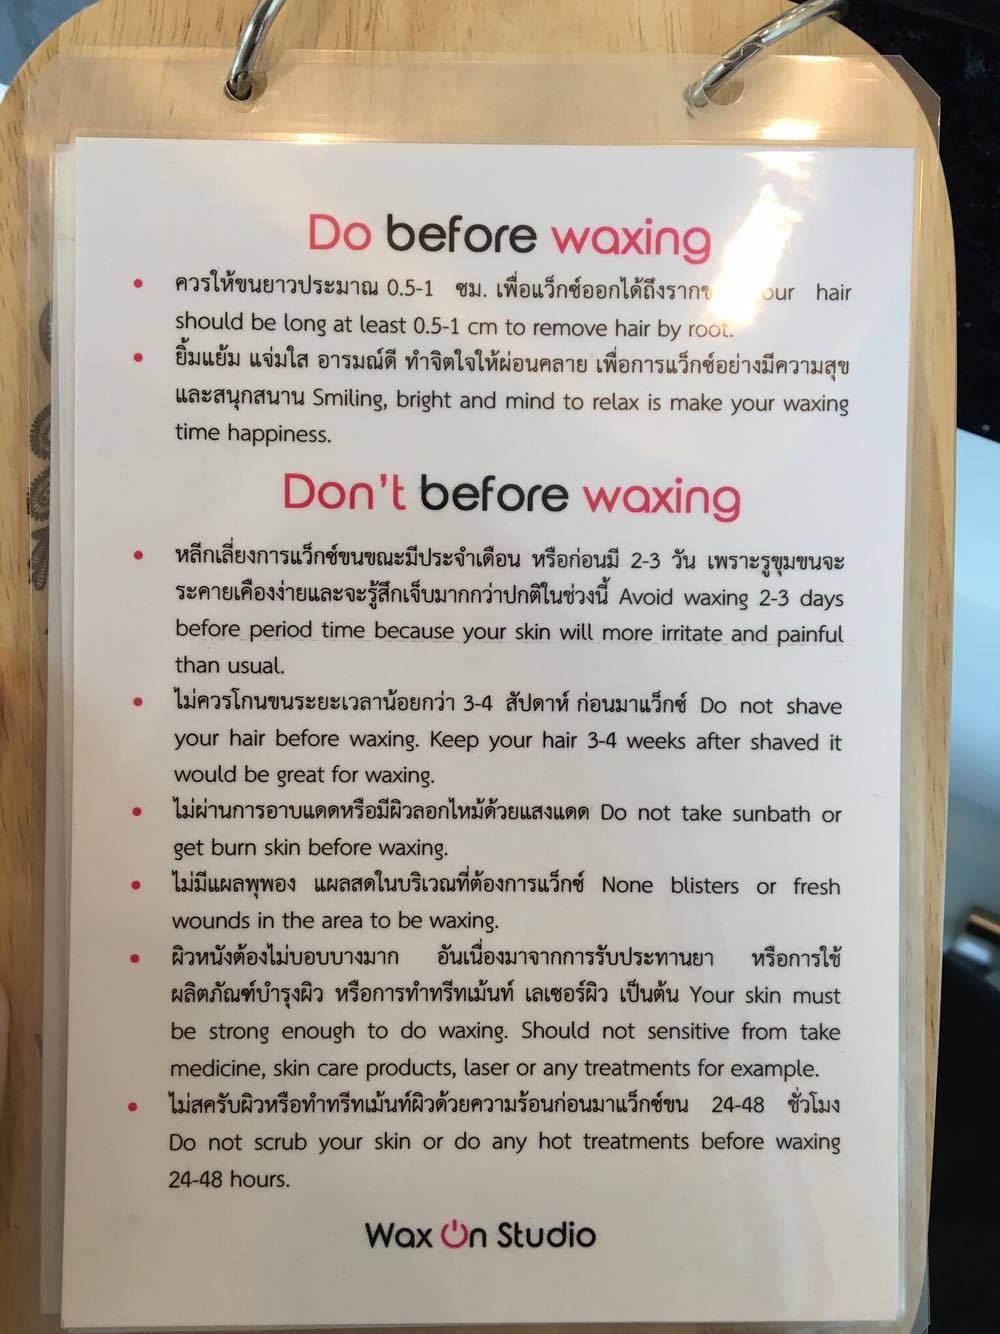 Do before waxing
• ควรให้ขนยาวประมาณ 0.5-1 ซม. เพื่อแว็กซ์ออกได้ถึงราก hair
should be long at least 0.5-1 cm to remove hair by root.
• ยิ้มแย้ม แจ่มใส อารมณ์ดี ทำจิตใจให้ผ่อนคลาย เพื่อการแว็กซ์อย่างมีความสุข
และสนุกสนาน Smiling, bright and mind to relax is make your waxing
time happiness.
Don't before waxing
• หลีกเลี่ยงการแว็กซ์ขนขณะมีประจำเดือน หรือก่อนมี 2-3 วัน เพราะรูขุมขนจะ
ระคายเคืองง่ายและจะรู้สึกเจ็บมากกว่าปกติในช่วงนี้ Avoid waxing 2-3 days
before period time because your skin will more irritate and painful
than usual.
• ไม่ควรโกนขนระยะเวลาน้อยกว่า 3-4 สัปดาห์ ก่อนมาแว็กซ์ Do not shave
your hair before waxing. Keep your hair 3-4 weeks after shaved it
would be great for waxing.
• ไม่ผ่านการอาบแดดหรือมีผิวลอกไหม้ด้วยแสงแดด Do not take sunbath or
get burn skin before waxing.
• ไม่มีแผลพุพอง แผลสดในบริเวณที่ต้องการแว็กซ์ None blisters or fresh
wounds in the area to be waxing.
• ผิวหนังต้องไม่บอบบางมาก อันเนื่องมาจากการรับประทานยา หรือการใช้
ผลิตภัณฑ์บำรุงผิว หรือการทำทรีทเม้นท์ เลเซอร์ผิว เป็นต้น Your skin must
be strong enough to do waxing. Should not sensitive from take
medicine, skin care products, laser or any treatments for example.
• ไม่สครับผิวหรือทำทรีทเม้นท์ผิวด้วยความร้อนก่อนมาแว็กซ์ขน 24-48 ชั่วโมง
Do not scrub your skin or do any hot treatments before waxing
24-48 hours.
Wax On Studio